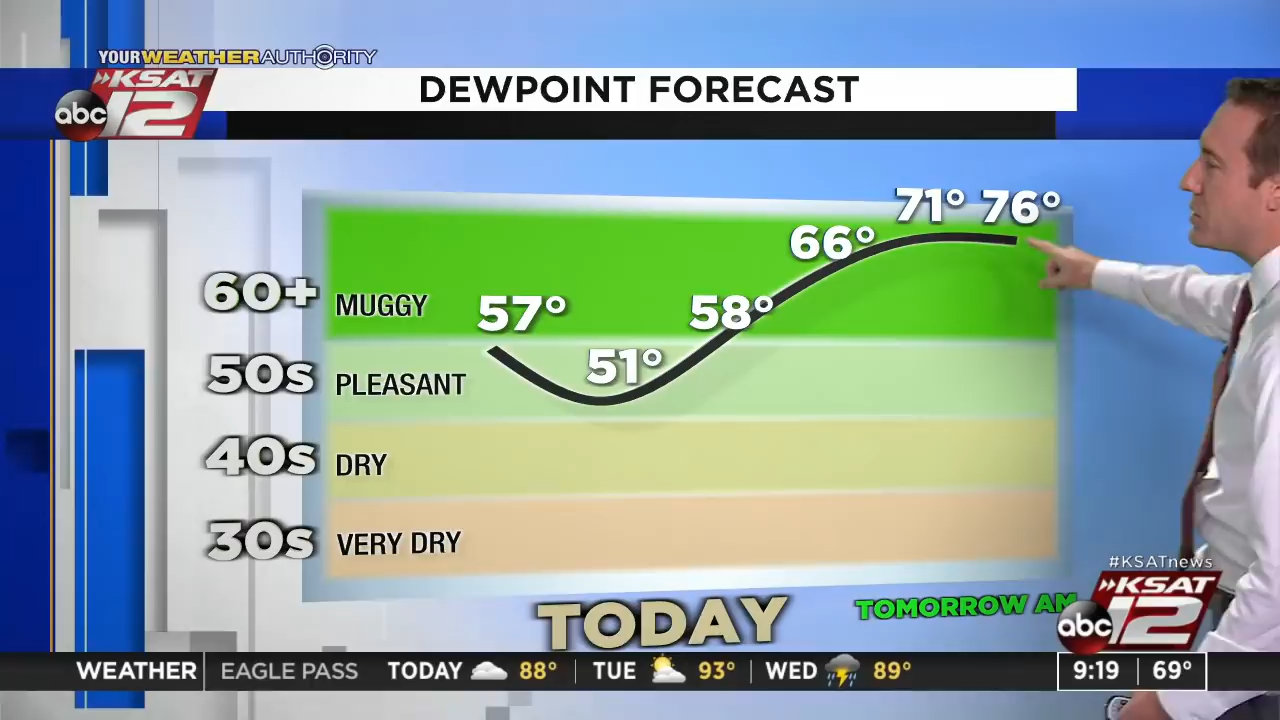 YOURWEATHERAUTHORITY
KSAT
abc 12
DEWPOINT FORECAST
71° 76°
66°
60+ MUGGY 57° 58°
51°
50s PLEASANT
40s DRY
30s VERY DRY
#KSATnews
KSAT
abc 12
TODAY TOMORROW AM
WEATHER EAGLE PASS TODAY 88° TUE 93° WED 89° 9:19 69°